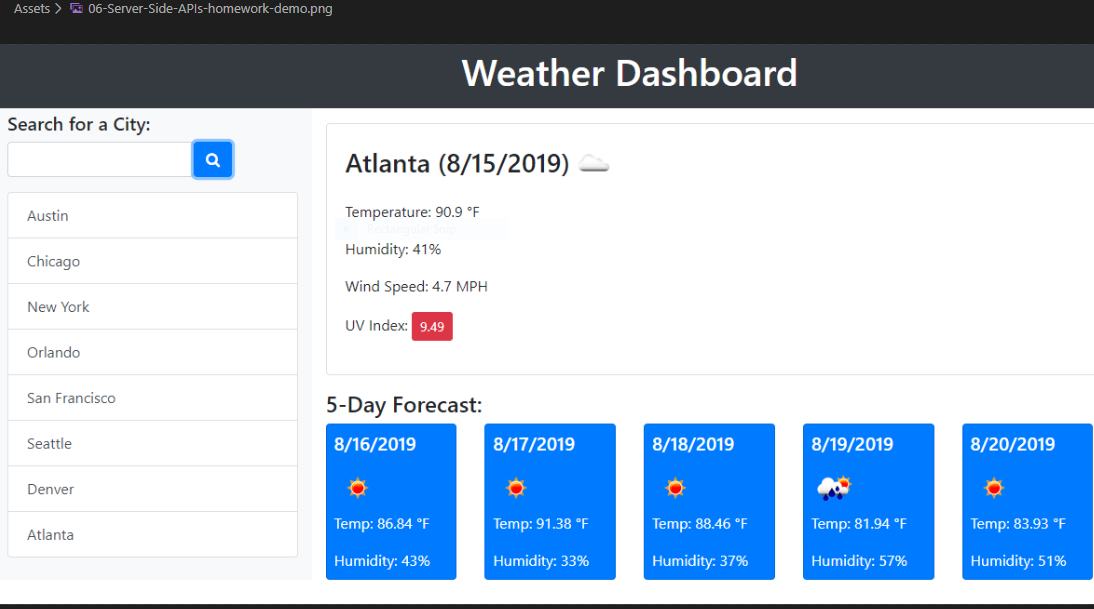 Assets > 06-Server-Side-APIs-homework-demo.png
Weather Dashboard
Search for a City:
Austin
Chicago
New York
Orlando
San Francisco
Seattle
Denver
Atlanta
Atlanta (8/15/2019)
Temperature: 90.9 °F
Rectangular Snip
Humidity: 41%
Wind Speed: 4.7 MPH
UV Index: 9.49
5-Day Forecast:
8/16/2019
Temp: 86.84 °F
Humidity: 43%
8/17/2019
Temp: 91.38 °F
Humidity: 33%
8/18/2019
Temp: 88.46 °F
Humidity: 37%
8/19/2019
Temp: 81.94 °F
Humidity: 57%
8/20/2019
Temp: 83.93 °F
Humidity: 51%